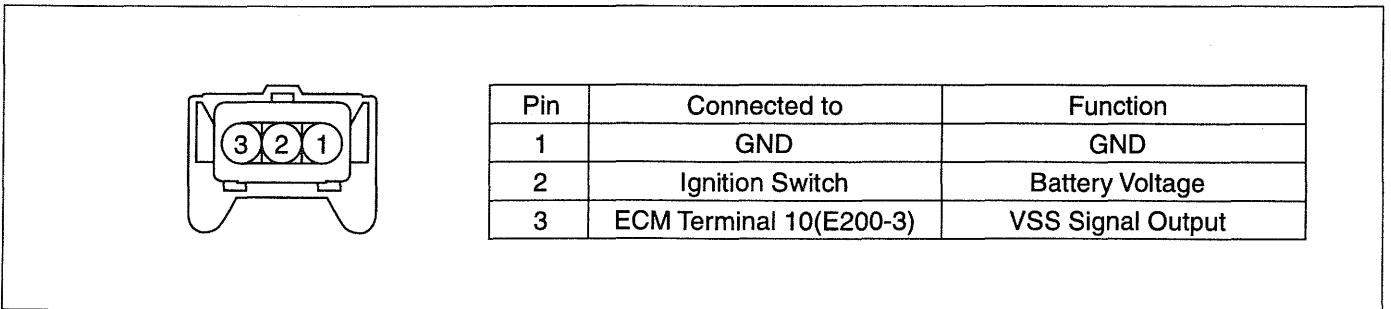 3 2 1
Pin Connected to Function
1 GND GND
2 Ignition Switch Battery Voltage
3 ECM Terminal 10(E200-3) VSS Signal Output